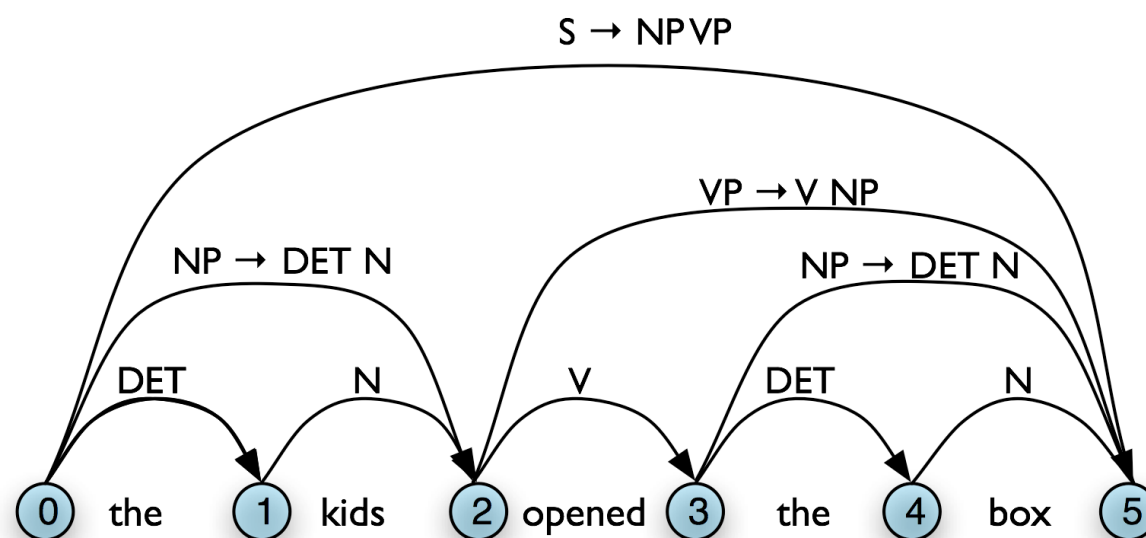 S → NP VP
VP → V NP
NP → DET N
NP → DET N
DET
N
V
DET
N
0 the 1 kids 2 opened 3 the 4 box 5